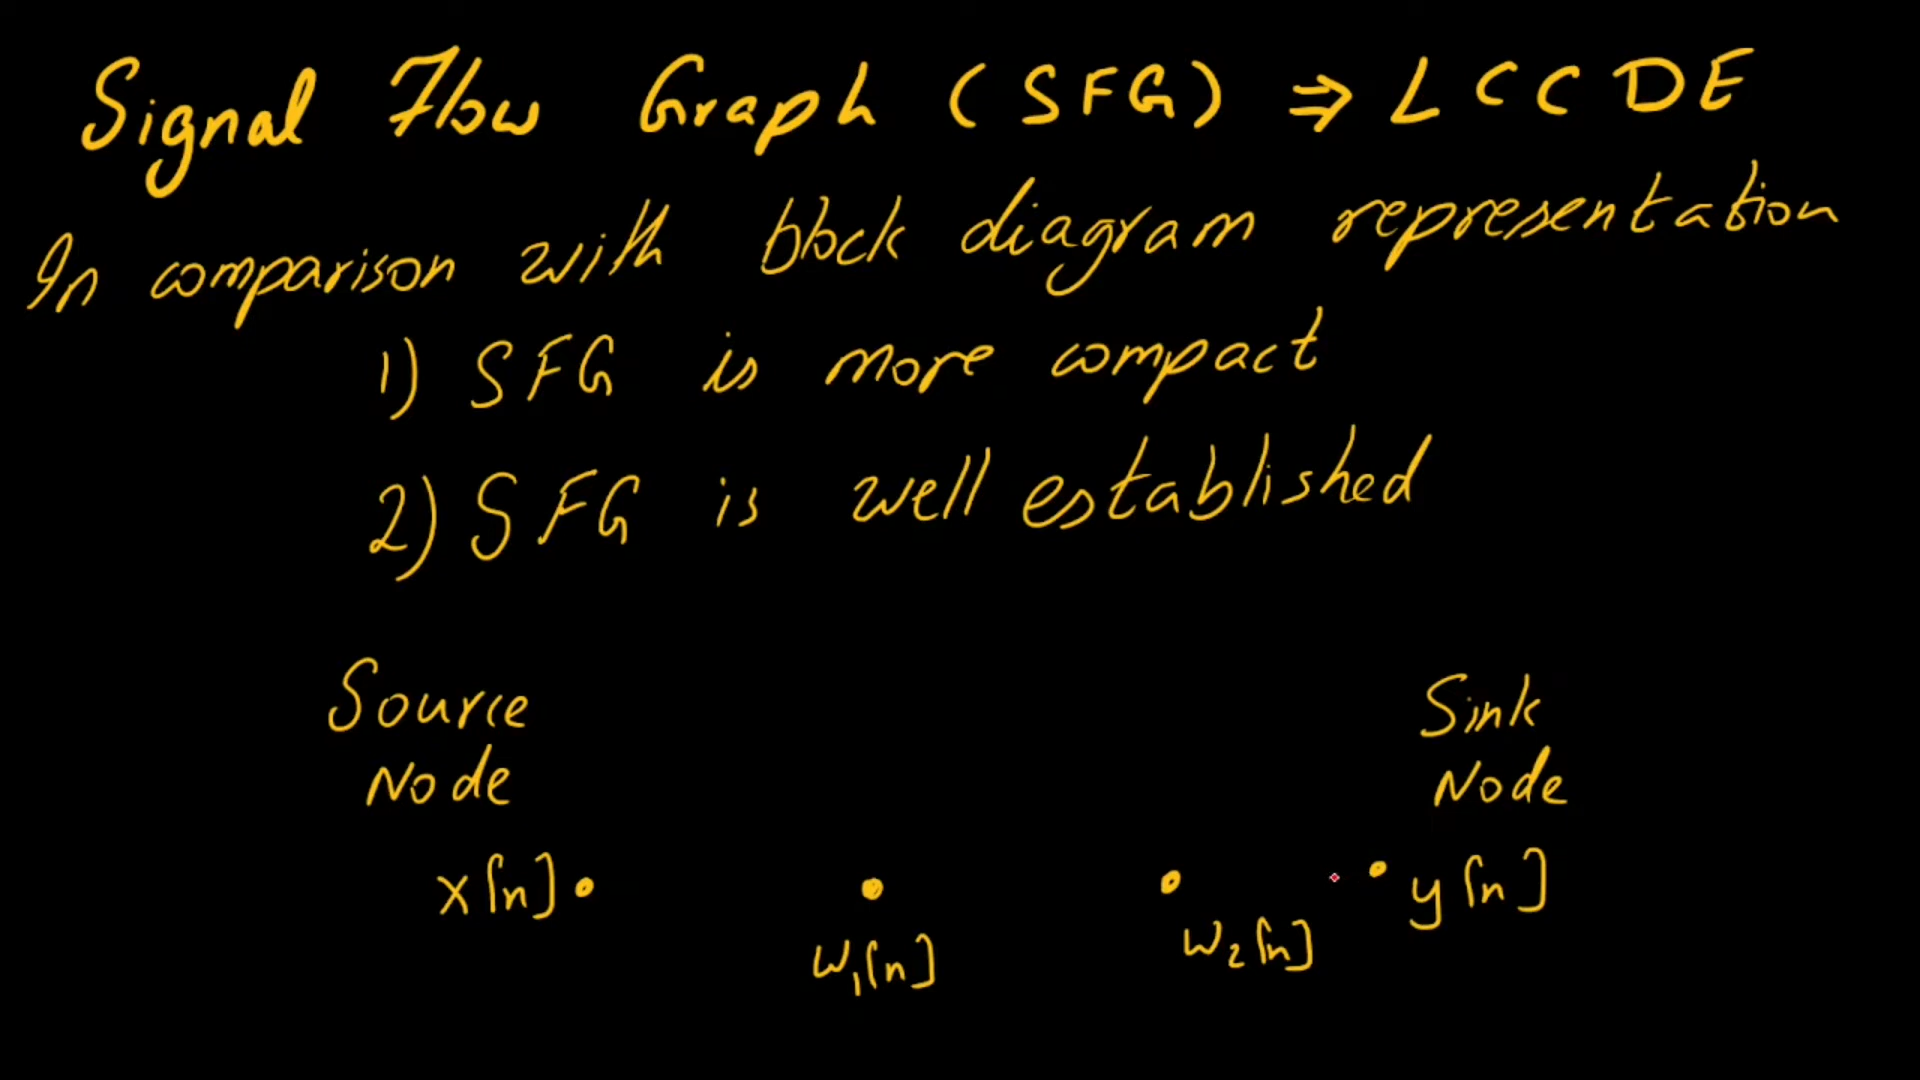 Signal Flow Graph (SFG) ⇒ LCCDE
In comparison with block diagram representation
1) SFG is more compact
2) SFG is well established
Source Sink
Node Node
x[n] y[n]
w₁[n] w₂[n]